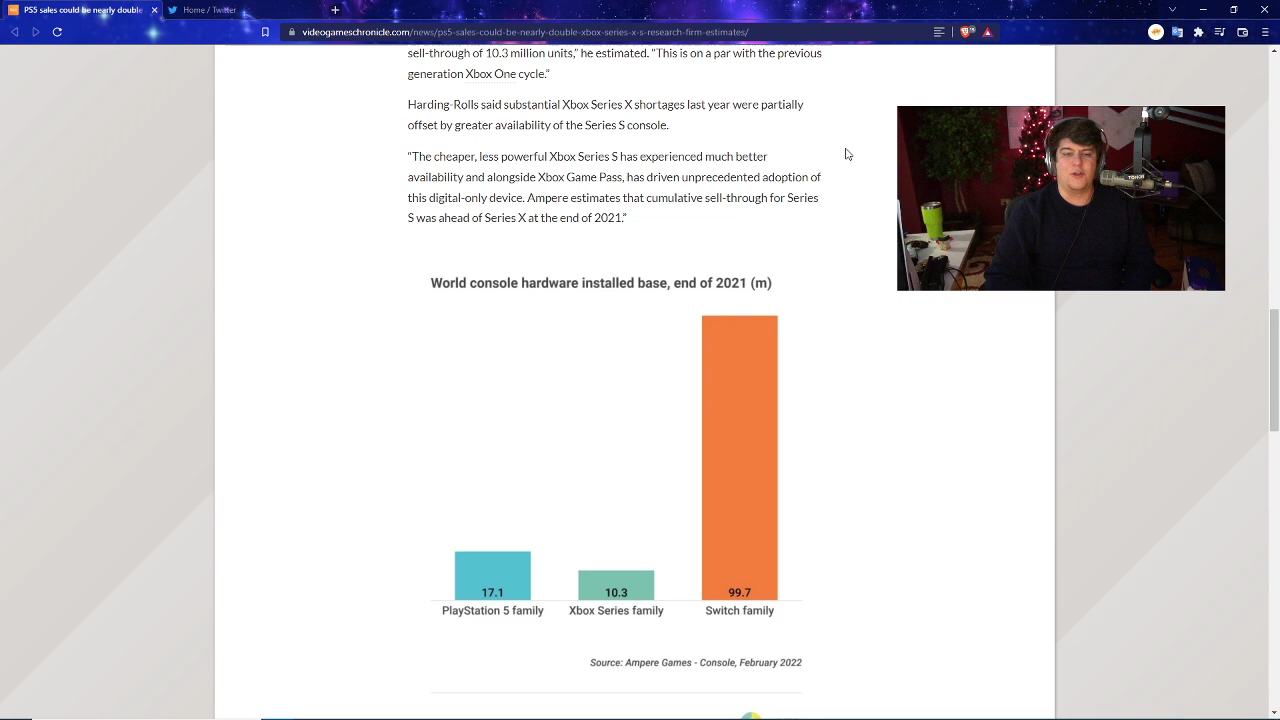 PS5 sales could be nearly double
Home / Twitter
videogameschronicle.com/news/ps5-sales-could-be-nearly-double-xbox-series-x-s-research-firm-estimates/
sell-through of 10.3 million units,” he estimated. “This is on a par with the previous
generation Xbox One cycle.”
Harding-Rolls said substantial Xbox Series X shortages last year were partially
offset by greater availability of the Series S console.
“The cheaper, less powerful Xbox Series S has experienced much better
availability and alongside Xbox Game Pass, has driven unprecedented adoption of
this digital-only device. Ampere estimates that cumulative sell-through for Series
S was ahead of Series X at the end of 2021.”
World console hardware installed base, end of 2021 (m)
17.1
10.3
99.7
PlayStation 5 family
Xbox Series family
Switch family
Source: Ampere Games - Console, February 2022